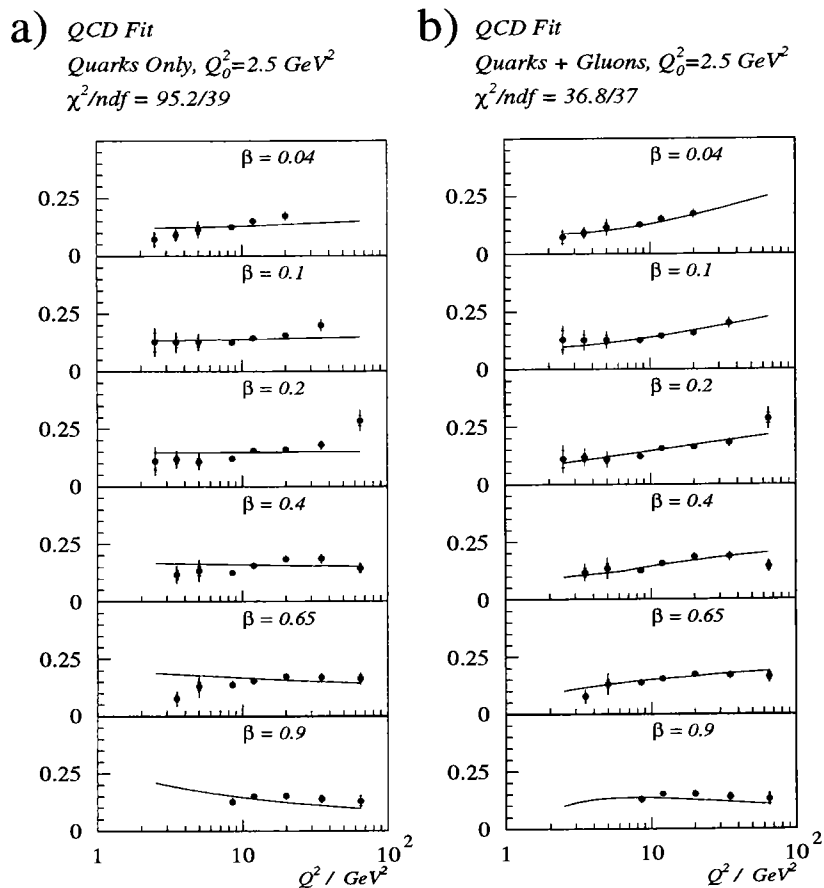 a) QCD Fit
Quarks Only, Q₀²=2.5 GeV²
χ²/ndf = 95.2/39
β = 0.04
0.25
0
β = 0.1
0.25
0
β = 0.2
0.25
0
β = 0.4
0.25
0
β = 0.65
0.25
0
β = 0.9
0.25
0
1 10 10²
Q² / GeV²
b) QCD Fit
Quarks + Gluons, Q₀²=2.5 GeV²
χ²/ndf = 36.8/37
β = 0.04
0.25
0
β = 0.1
0.25
0
β = 0.2
0.25
0
β = 0.4
0.25
0
β = 0.65
0.25
0
β = 0.9
0.25
0
1 10 10²
Q² / GeV²